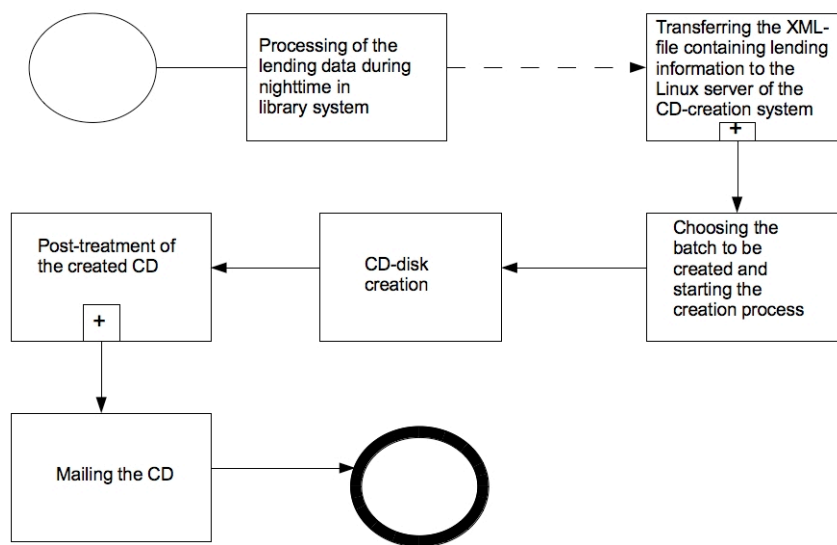 Processing of the
lending data during
nighttime in
library system
Transferring the XML-
file containing lending
information to the
Linux server of the
CD-creation system
+
Choosing the
batch to be
created and
starting the
creation process
CD-disk
creation
Post-treatment of
the created CD
+
Mailing the CD